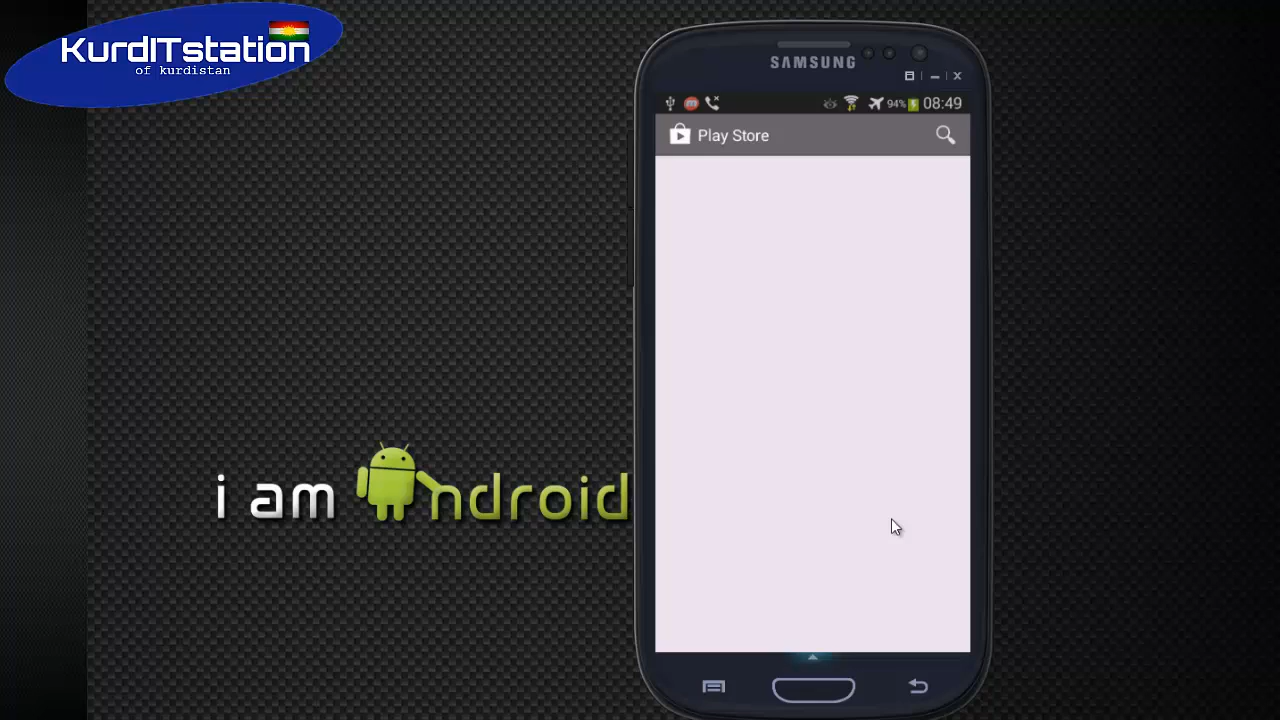 KurdITstation
of kurdistan
SAMSUNG
94% 08:49
Play Store
i am ndroid